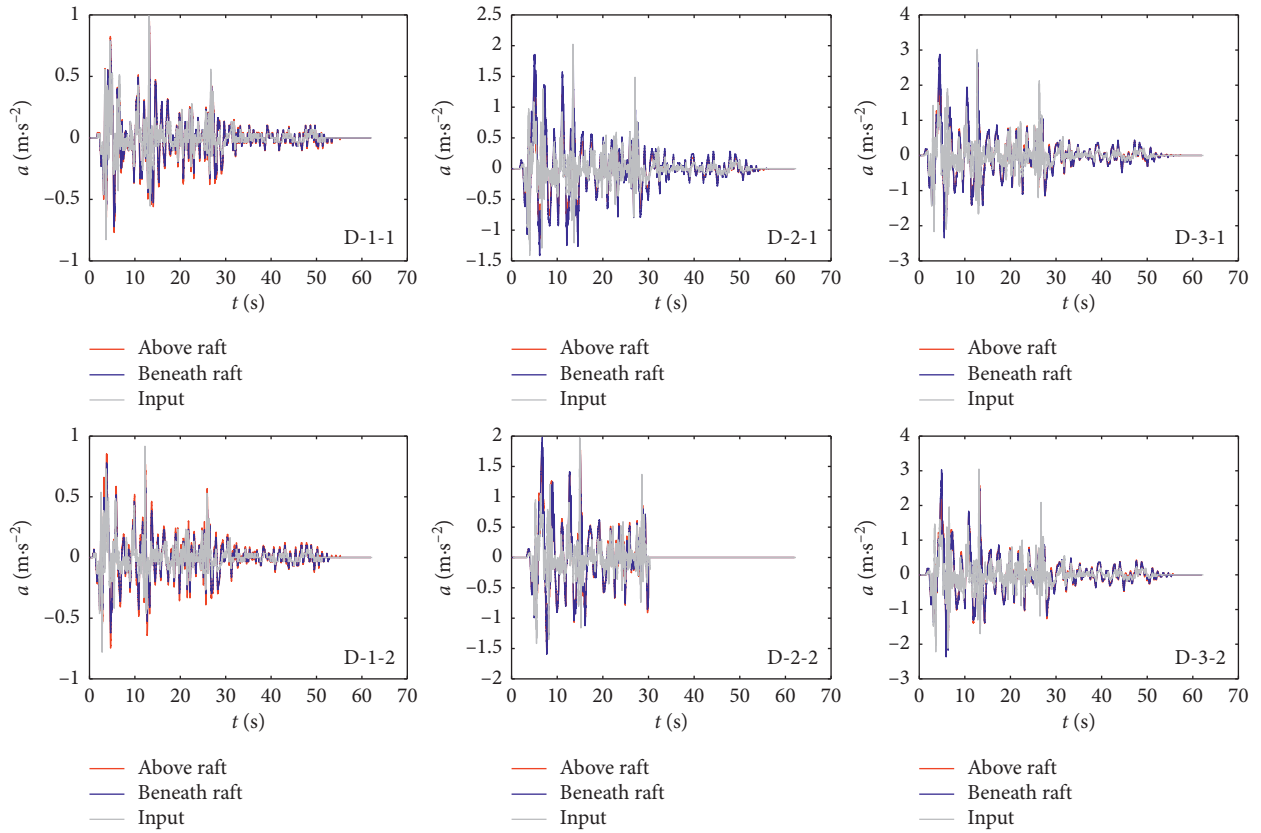 1
0.5
0
−0.5
−1
a (m·s−2)
0 10 20 30 40 50 60 70
t (s)
D-1-1
Above raft
Beneath raft
Input
2.5
2
1.5
1
0.5
0
−0.5
−1
−1.5
a (m·s−2)
0 10 20 30 40 50 60 70
t (s)
D-2-1
Above raft
Beneath raft
Input
4
3
2
1
0
−1
−2
−3
a (m·s−2)
0 10 20 30 40 50 60 70
t (s)
D-3-1
Above raft
Beneath raft
Input
1
0.5
0
−0.5
−1
a (m·s−2)
0 10 20 30 40 50 60 70
t (s)
D-1-2
Above raft
Beneath raft
Input
2
1.5
1
0.5
0
−0.5
−1
−1.5
−2
a (m·s−2)
0 10 20 30 40 50 60 70
t (s)
D-2-2
Above raft
Beneath raft
Input
4
3
2
1
0
−1
−2
−3
a (m·s−2)
0 10 20 30 40 50 60 70
t (s)
D-3-2
Above raft
Beneath raft
Input